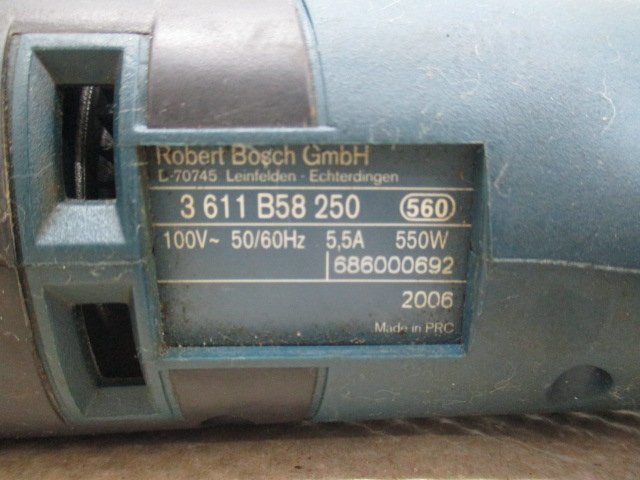 Robert Bosch GmbH
D-70745 Leinfelden - Echterdingen
3 611 B58 250 560
100V~ 50/60Hz 5,5A 550W
686000692
2006
Made in PRC